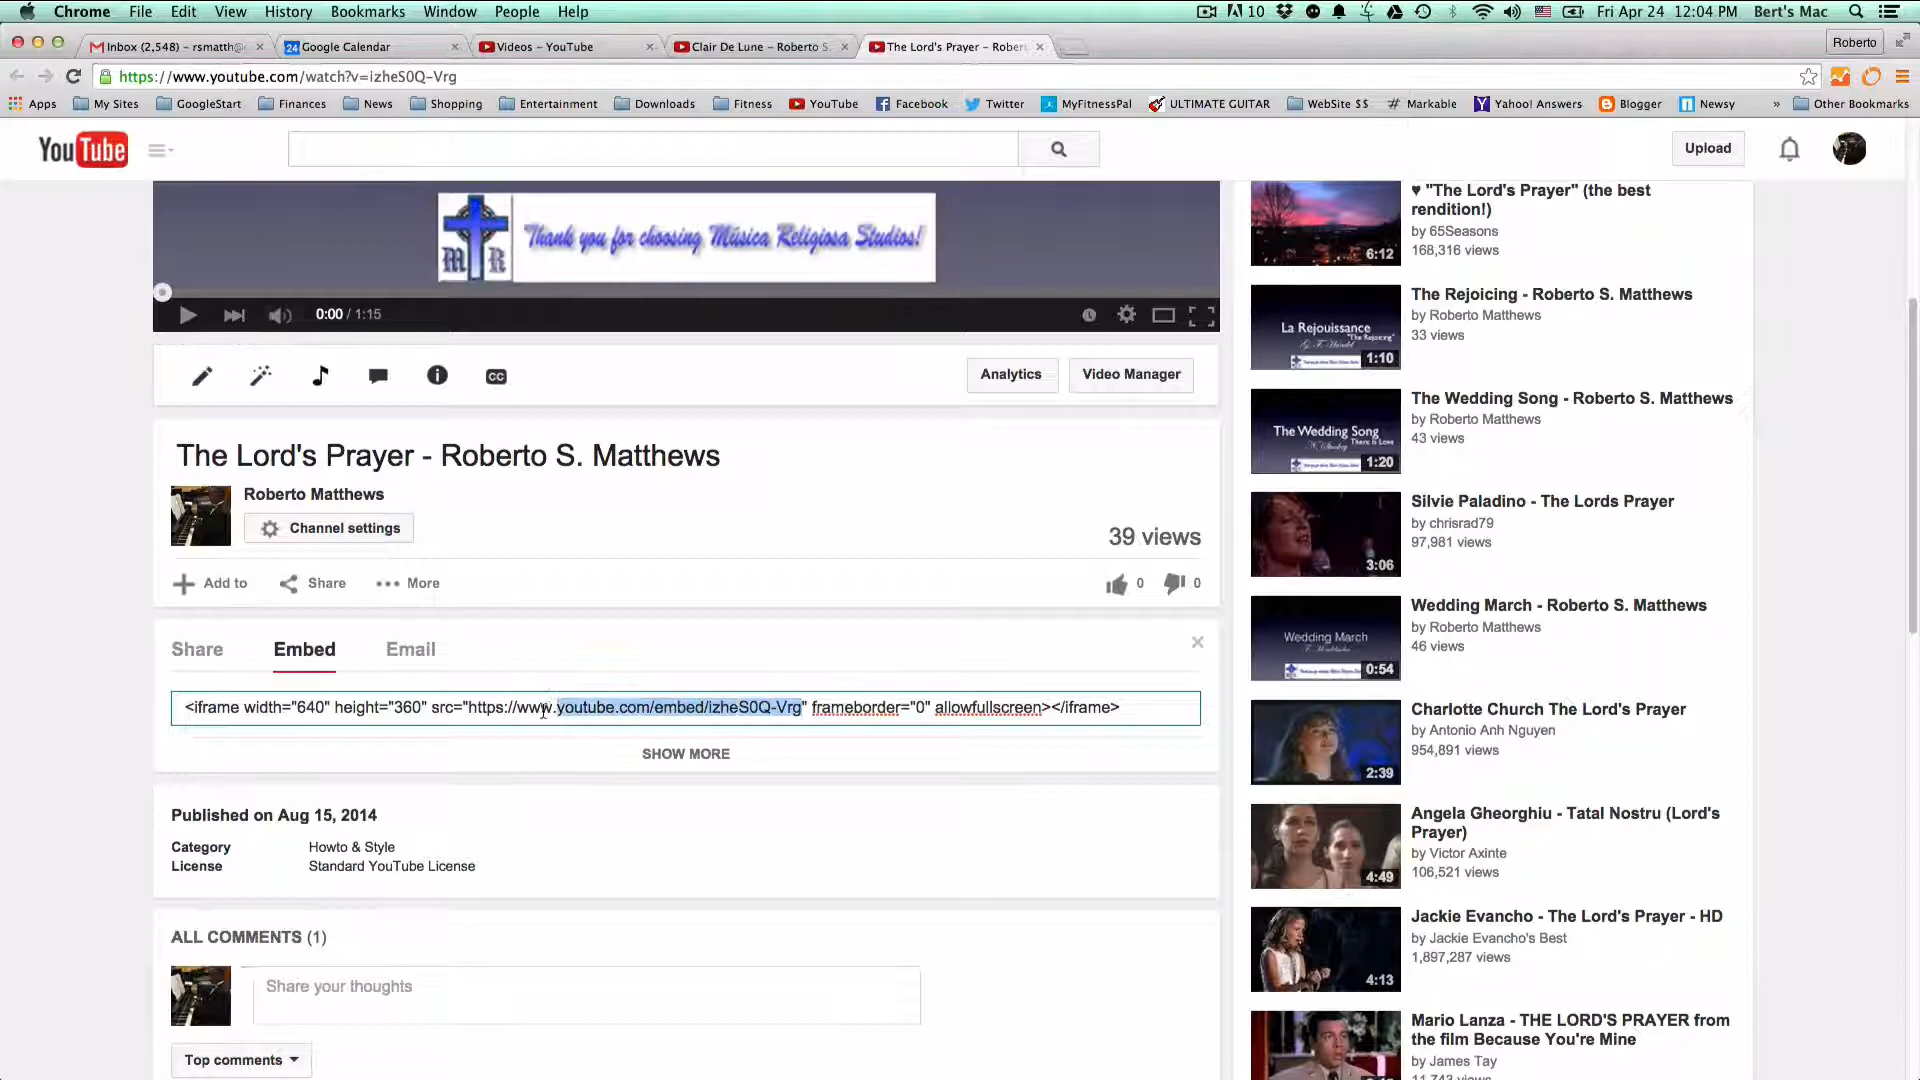 Chrome File Edit View History Bookmarks Window People Help
10 Fri Apr 24 12:04 PM Bert's Mac
Inbox (2,548) - rsmatth@
24 Google Calendar
Videos - YouTube
Clair De Lune - Roberto S.
The Lord's Prayer - Rober
Roberto
https://www.youtube.com/watch?v=izheS0Q-Vrg
Apps My Sites GoogleStart Finances News Shopping Entertainment Downloads Fitness YouTube Facebook Twitter MyFitnessPal ULTIMATE GUITAR WebSite $$ # Markable Yahoo! Answers Blogger Newsy » Other Bookmarks
YouTube
Upload
M R
Thank you for choosing Música Religiosa Studios!
0:00 / 1:15
CC
Analytics
Video Manager
The Lord's Prayer - Roberto S. Matthews
Roberto Matthews
Channel settings
39 views
Add to Share More
0 0
Share Embed Email
<iframe width="640" height="360" src="https://www.youtube.com/embed/izheS0Q-Vrg" frameborder="0" allowfullscreen></iframe>
SHOW MORE
Published on Aug 15, 2014
Category Howto & Style
License Standard YouTube License
ALL COMMENTS (1)
Share your thoughts
Top comments
♥ "The Lord's Prayer" (the best
rendition!)
by 65Seasons
168,316 views
6:12
The Rejoicing - Roberto S. Matthews
by Roberto Matthews
33 views
La Rejouissance
"The Rejoicing"
G. F. Handel
1:10
The Wedding Song - Roberto S. Matthews
by Roberto Matthews
43 views
The Wedding Song
There is Love
1:20
Silvie Paladino - The Lords Prayer
by chrisrad79
97,981 views
3:06
Wedding March - Roberto S. Matthews
by Roberto Matthews
46 views
Wedding March
0:54
Charlotte Church The Lord's Prayer
by Antonio Anh Nguyen
954,891 views
2:39
Angela Gheorghiu - Tatal Nostru (Lord's
Prayer)
by Victor Axinte
106,521 views
4:49
Jackie Evancho - The Lord's Prayer - HD
by Jackie Evancho's Best
1,897,287 views
4:13
Mario Lanza - THE LORD'S PRAYER from
the film Because You're Mine
by James Tay
11,743 views